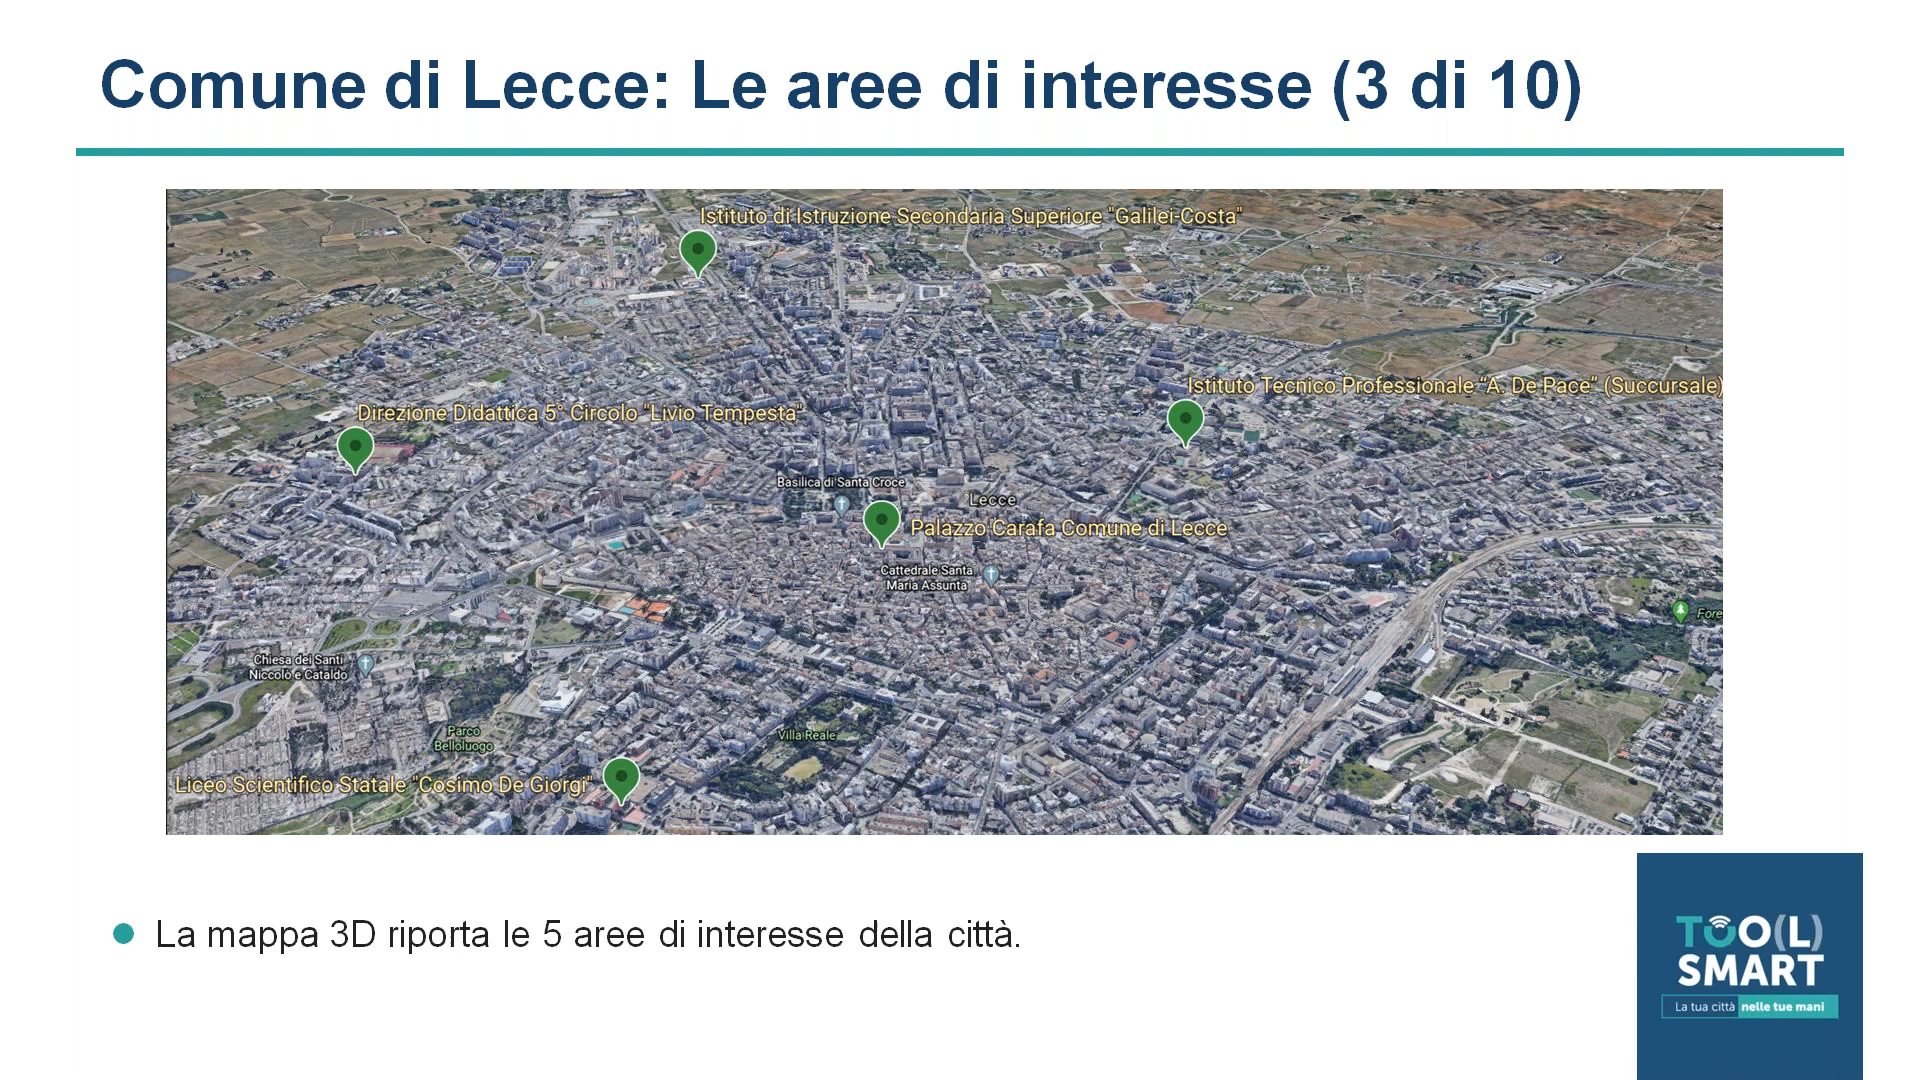 Comune di Lecce: Le aree di interesse (3 di 10)
Istituto di Istruzione Secondaria Superiore "Galilei-Costa"
Istituto Tecnico Professionale “A. De Pace” (Succursale)
Direzione Didattica 5° Circolo "Livio Tempesta"
Basilica di Santa Croce
Lecce
Palazzo Carafa Comune di Lecce
Cattedrale Santa
Maria Assunta
Fore
Chiesa dei Santi
Niccolò e Cataldo
Parco
Belloluogo
Villa Reale
Liceo Scientifico Statale "Cosimo De Giorgi"
La mappa 3D riporta le 5 aree di interesse della città.
TOO(L)
SMART
La tua città nelle tue mani